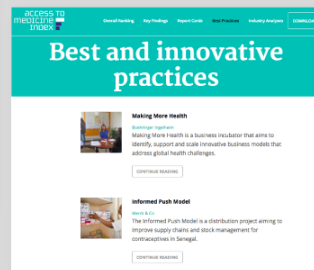 access to
medicine
index
Overall Ranking Key Findings Report Cards Best Practices Industry Analyses DOWNLOA
Best and innovative
practices
Making More Health
Boehringer Ingelheim
Making More Health is a business incubator that aims to
identify, support and scale innovative business models that
address global health challenges.
CONTINUE READING
Informed Push Model
Merck & Co.
The Informed Push Model is a distribution project aiming to
improve supply chains and stock management for
contraceptives in Senegal.
CONTINUE READING